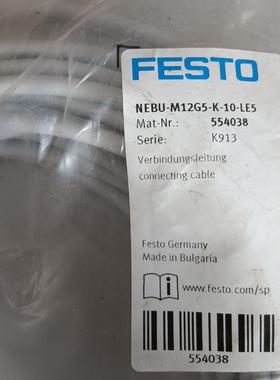 FESTO
NEBU-M12G5-K-10-LE5
Mat-Nr.: 554038
Serie: K913
Verbindungsleitung
connecting cable
Festo Germany
Made in Bulgaria
www.festo.com/sp
554038